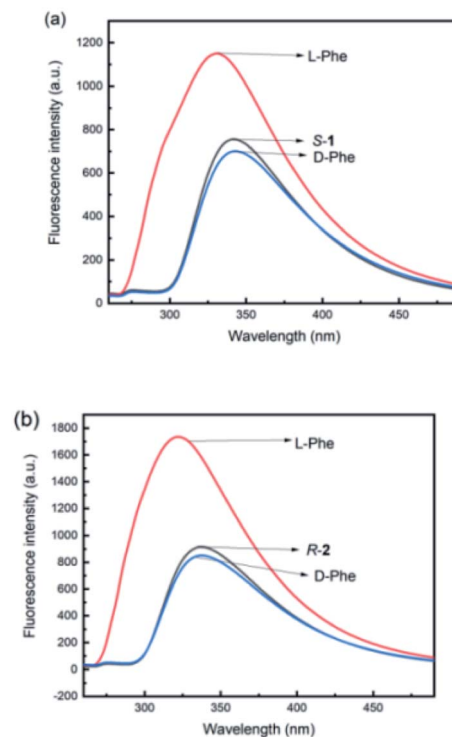 (a)
Fluorescence intensity (a.u.)
1200
1000
800
600
400
200
0
L-Phe
S-1
D-Phe
300
350
400
450
Wavelength (nm)
(b)
Fluorescence intensity (a.u.)
1800
1600
1400
1200
1000
800
600
400
200
0
-200
L-Phe
R-2
D-Phe
300
350
400
450
Wavelength (nm)